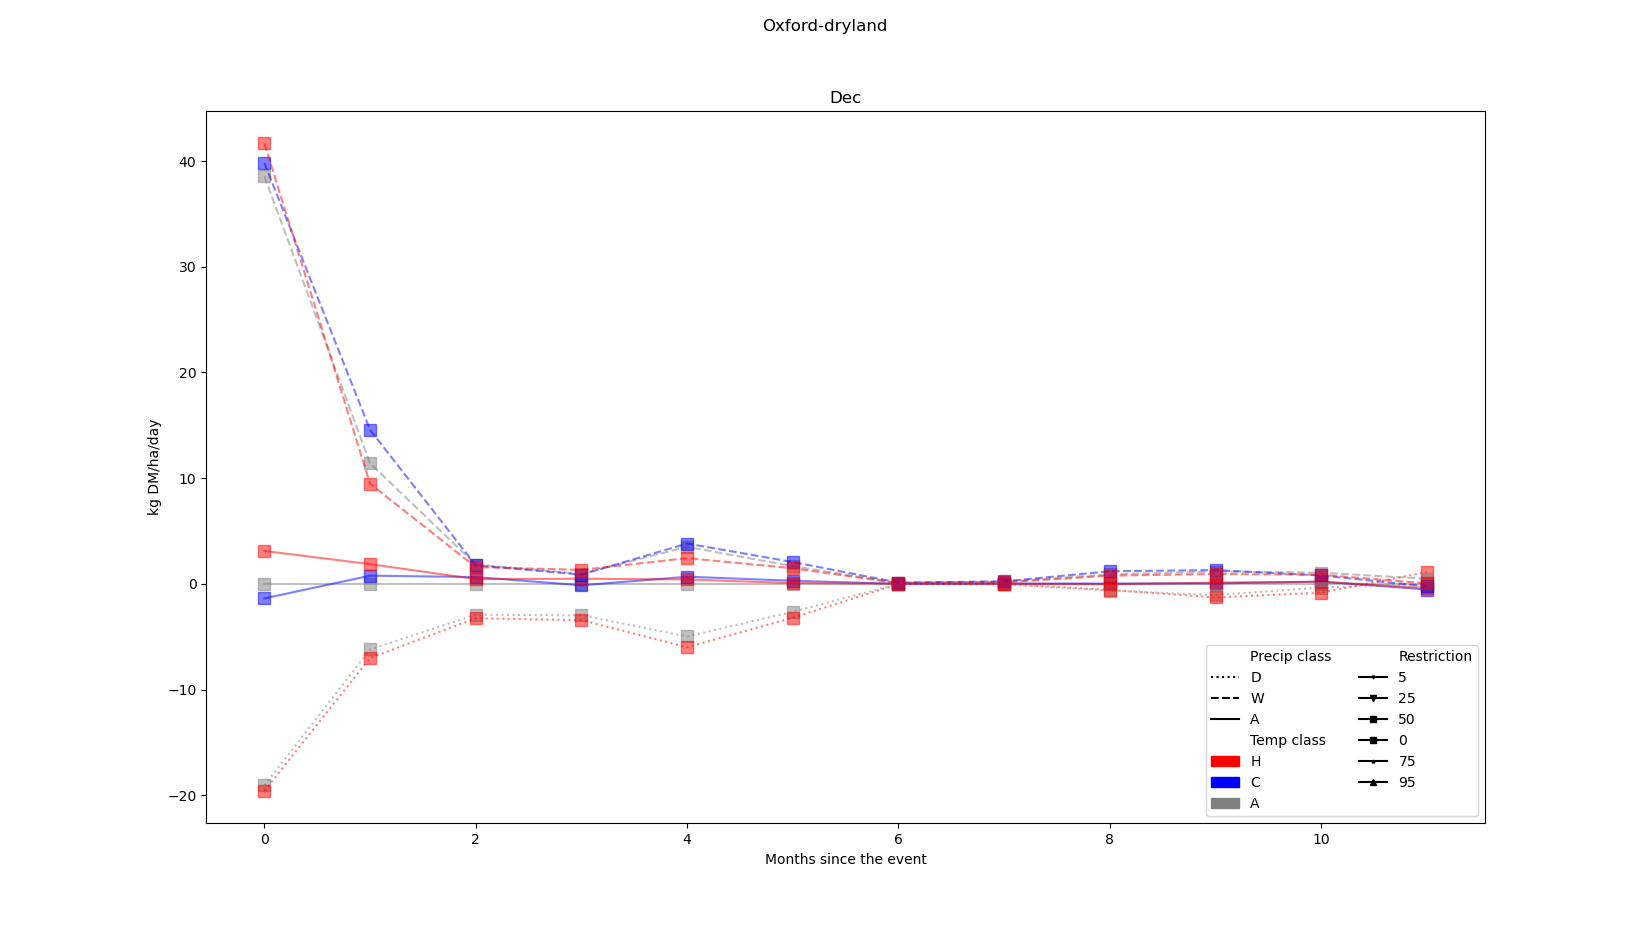 Oxford-dryland
Dec
kg DM/ha/day
40
30
20
10
0
−10
−20
0
2
4
6
8
10
Months since the event
Precip class
D
W
A
Temp class
H
C
A
Restriction
5
25
50
0
75
95